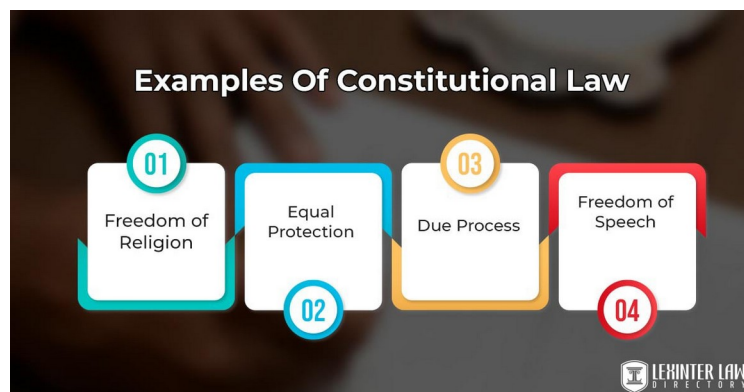 Examples Of Constitutional Law
01
Freedom of
Religion
Equal
Protection
02
03
Due Process
Freedom of
Speech
04
LEXINTER LAW
DIRECTORY